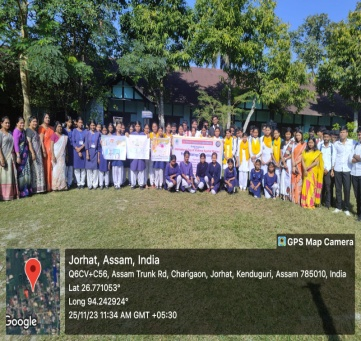 GPS Map Camera
Jorhat, Assam, India
Q6CV+C56, Assam Trunk Rd, Charigaon, Jorhat, Kenduguri, Assam 785010, India
Lat 26.771053°
Long 94.242924°
25/11/23 11:34 AM GMT +05:30
Google